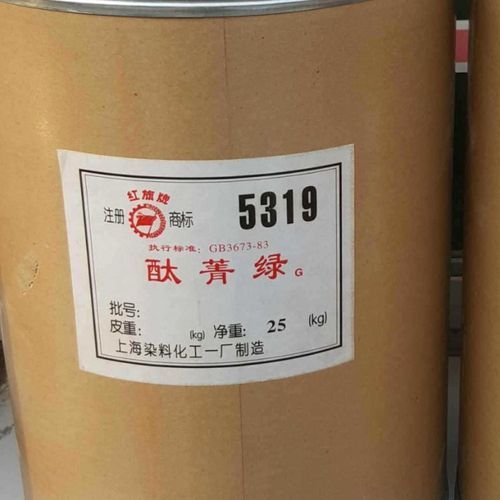 红旗牌
注册 商标 5319
执行标准：GB3673-83
酞菁绿 G
批号：
皮重： (kg) 净重： 25 (kg)
上海染料化工一厂制造